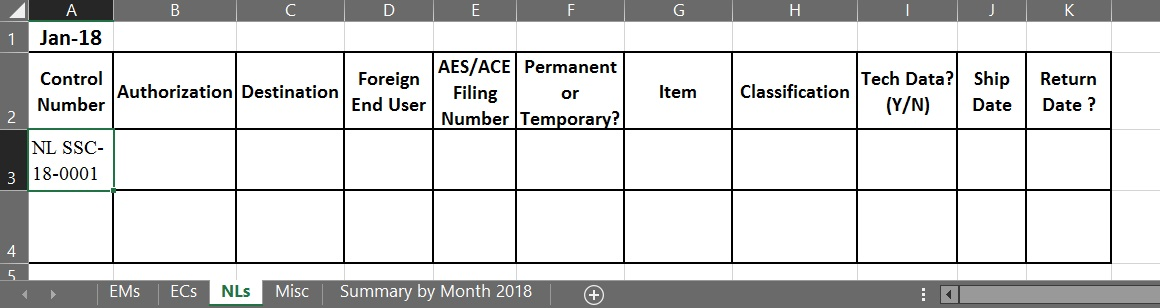 A B C D E F G H I J K
1 Jan-18
2 Control Number Authorization Destination Foreign End User AES/ACE Filing Number Permanent or Temporary? Item Classification Tech Data? (Y/N) Ship Date Return Date ?
3 NL SSC-18-0001
4
5
EMs ECs NLs Misc Summary by Month 2018